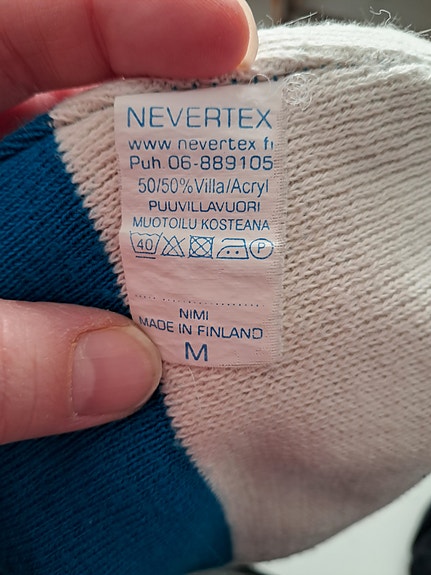 NEVERTEX
www nevertex fi
Puh 06-889105
50/50% Villa/Acryl
PUUVILLAVUORI
MUOTOILU KOSTEANA
40 P
NIMI
MADE IN FINLAND
M